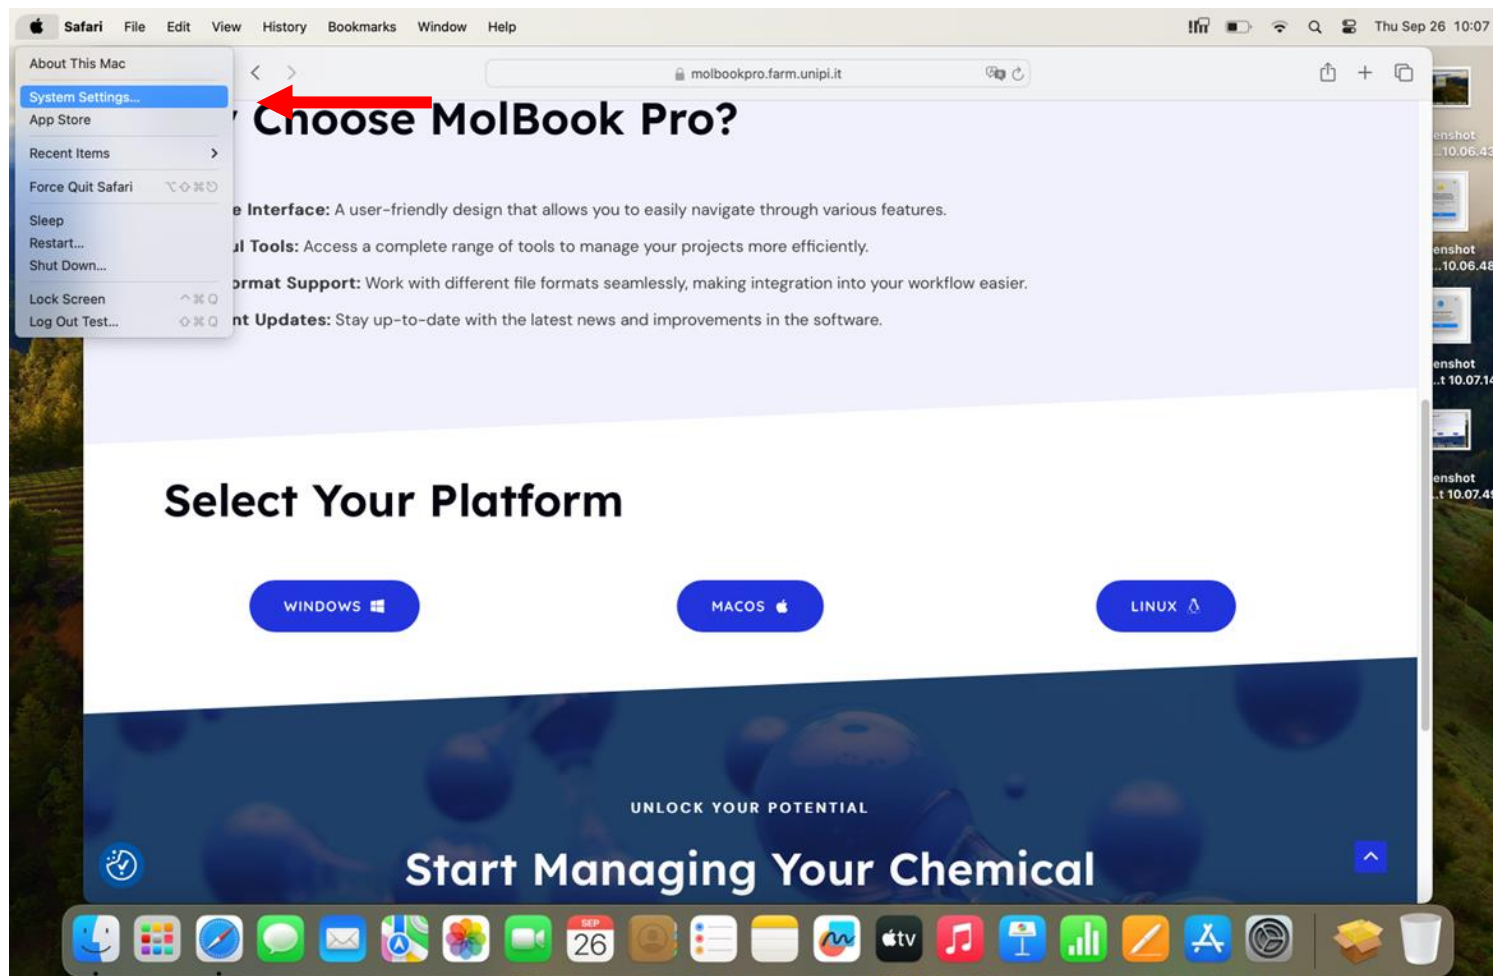 Safari File Edit View History Bookmarks Window Help
Thu Sep 26 10:07
About This Mac
System Settings...
App Store
Recent Items
Force Quit Safari
Sleep
Restart...
Shut Down...
Lock Screen
Log Out Test...
molbookpro.farm.unipi.it
Choose MolBook Pro?
e Interface: A user-friendly design that allows you to easily navigate through various features.
ul Tools: Access a complete range of tools to manage your projects more efficiently.
ormat Support: Work with different file formats seamlessly, making integration into your workflow easier.
nt Updates: Stay up-to-date with the latest news and improvements in the software.
Select Your Platform
WINDOWS
MACOS
LINUX
UNLOCK YOUR POTENTIAL
Start Managing Your Chemical
enshot
...10.06.43
enshot
...10.06.48
enshot
...t 10.07.14
enshot
...t 10.07.49
SEP
26
tv